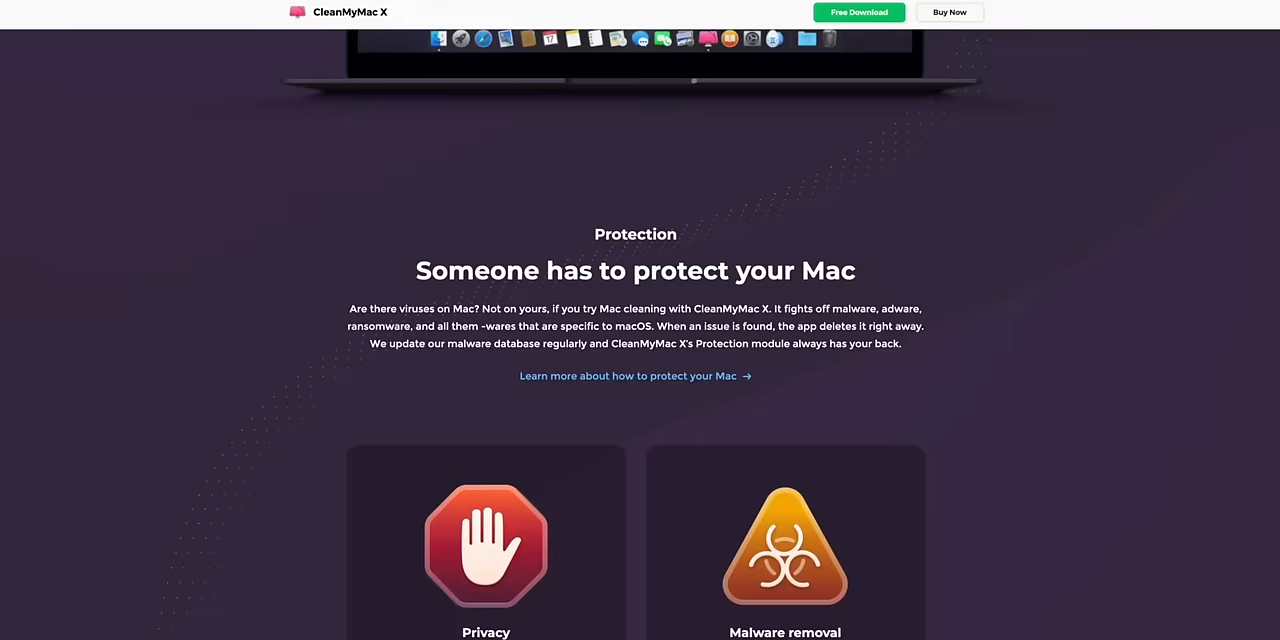 CleanMyMac X
Free Download
Buy Now
17
Protection
Someone has to protect your Mac
Are there viruses on Mac? Not on yours, if you try Mac cleaning with CleanMyMac X. It fights off malware, adware,
ransomware, and all them -wares that are specific to macOS. When an issue is found, the app deletes it right away.
We update our malware database regularly and CleanMyMac X's Protection module always has your back.
Learn more about how to protect your Mac →
Privacy
Malware removal